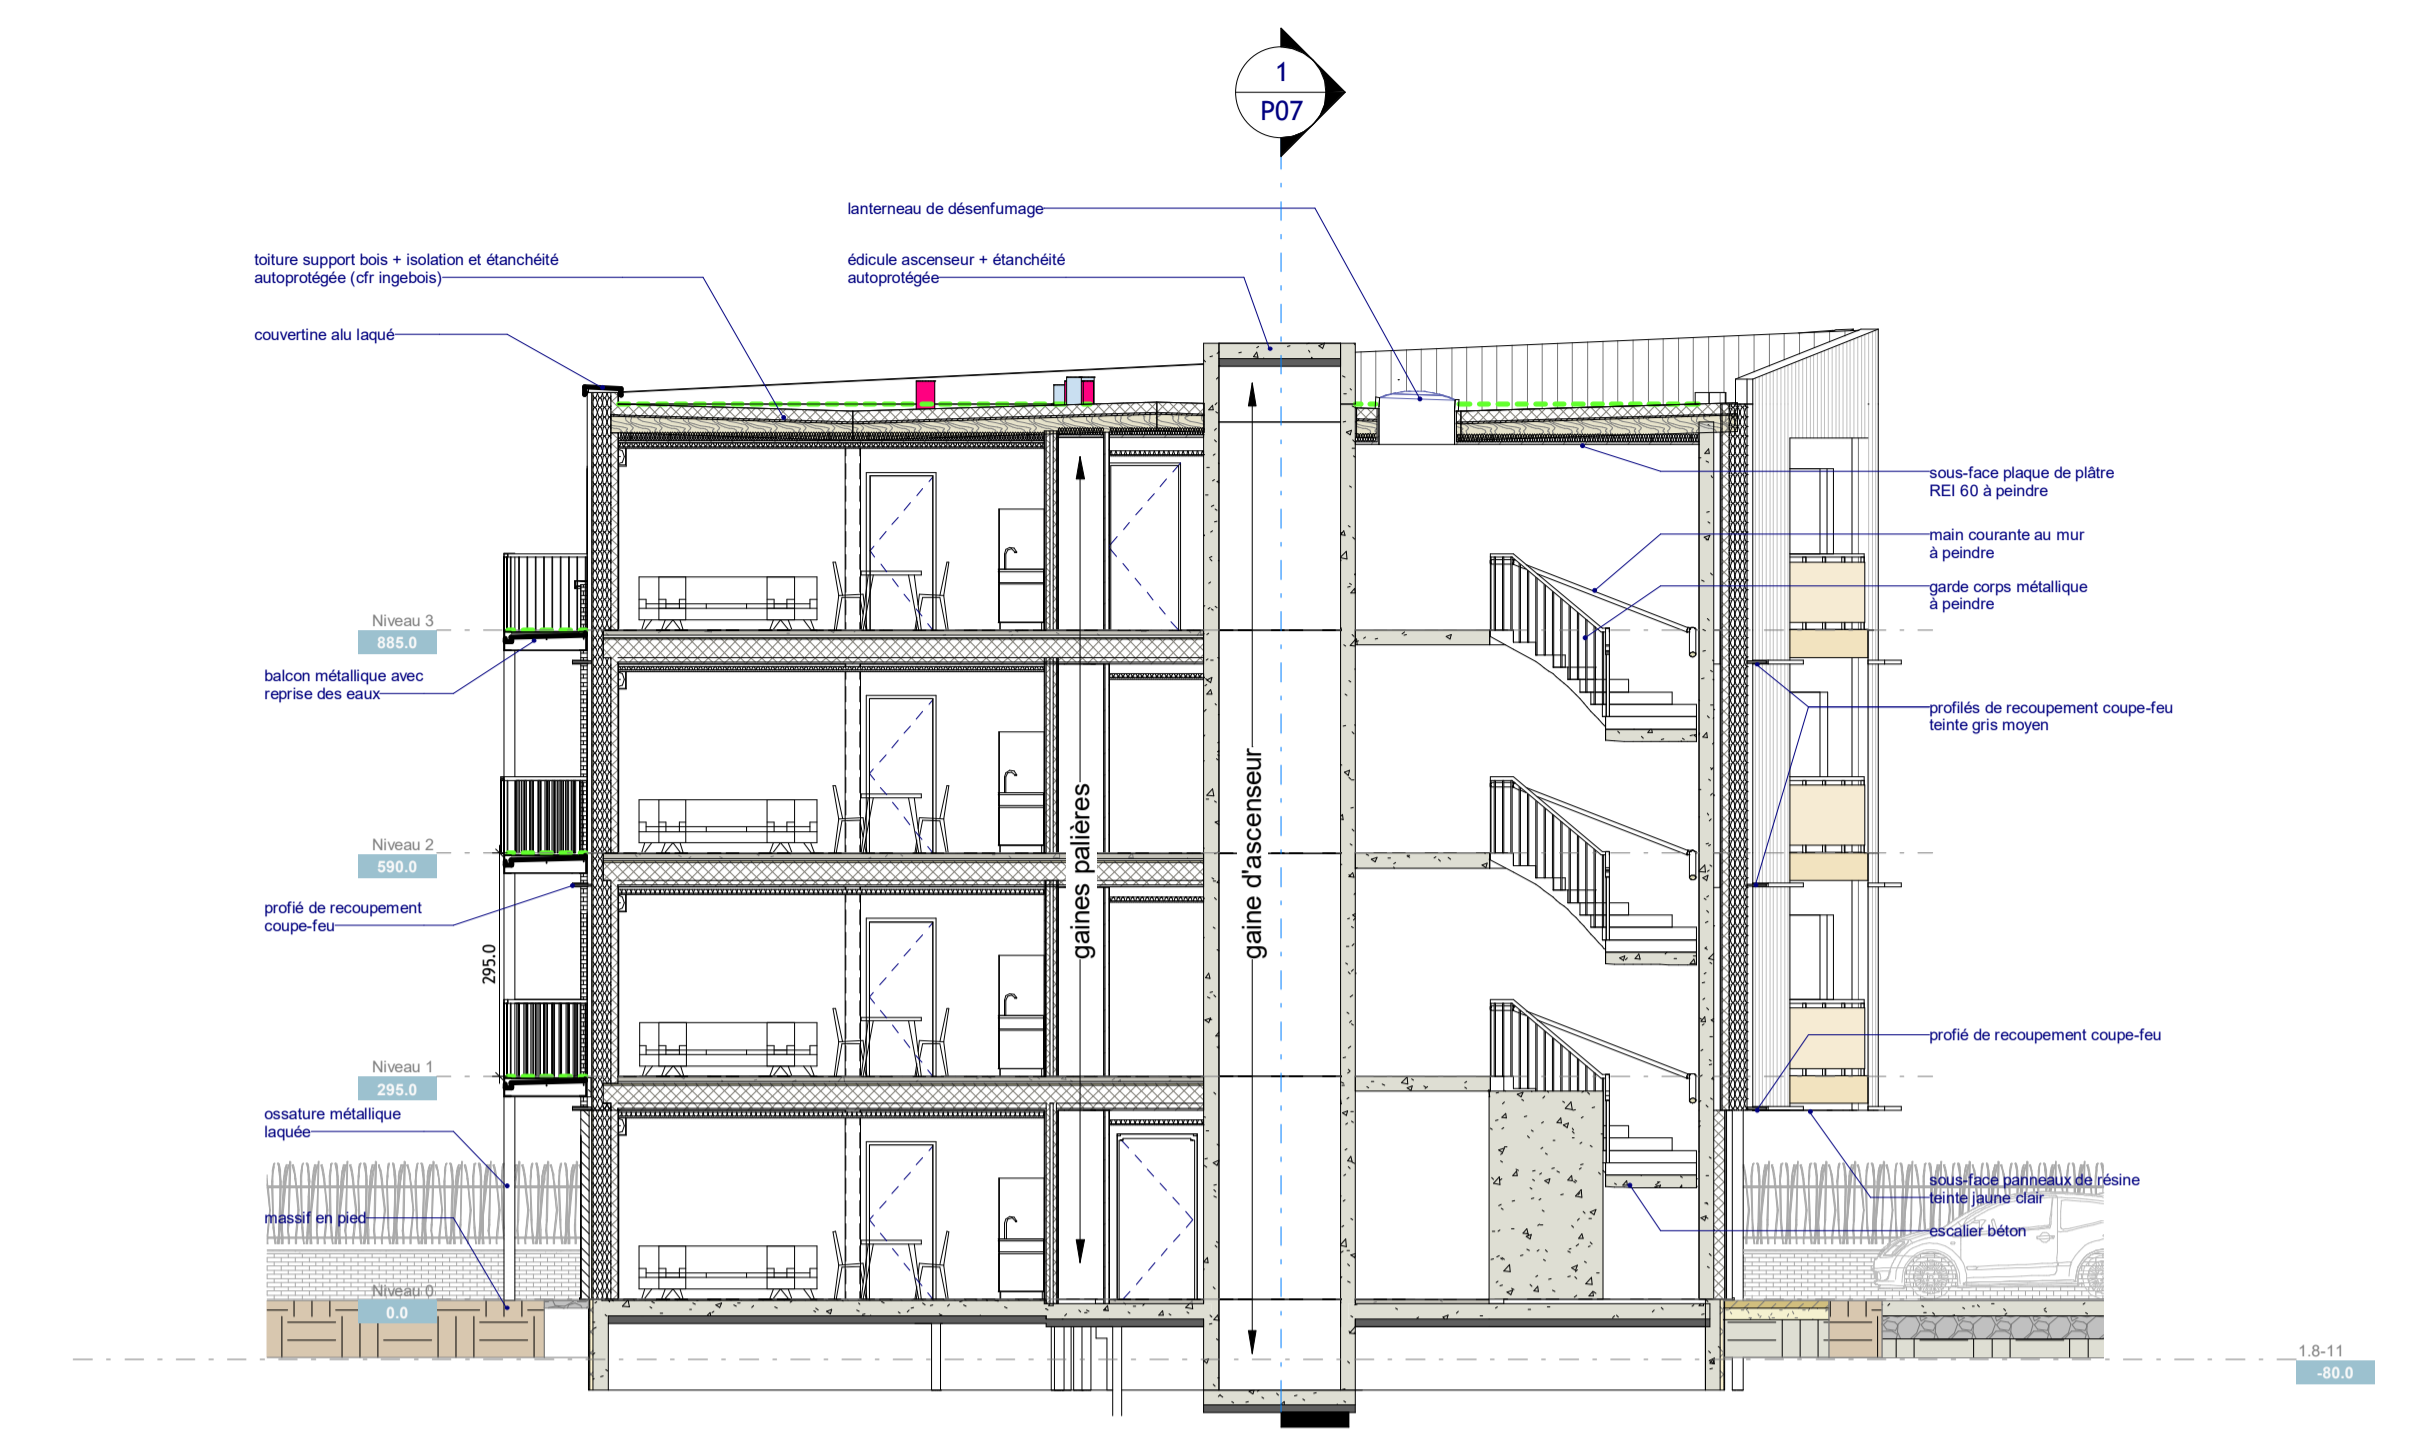 1
P07
lanterneau de désenfumage
toiture support bois + isolation et étanchéité
autoprotégée (cfr ingebois)
édicule ascenseur + étanchéité
autoprotégée
couvertine alu laqué
sous-face plaque de plâtre
REI 60 à peindre
main courante au mur
à peindre
garde corps métallique
à peindre
Niveau 3
885.0
balcon métallique avec
reprise des eaux
profilés de recoupement coupe-feu
teinte gris moyen
gaines palières
gaine d'ascenseur
Niveau 2
590.0
profié de recoupement
coupe-feu
295.0
profié de recoupement coupe-feu
Niveau 1
295.0
ossature métallique
laquée
sous-face panneaux de résine
teinte jaune clair
massif en pied
escalier béton
Niveau 0
0.0
1.8-11
-80.0